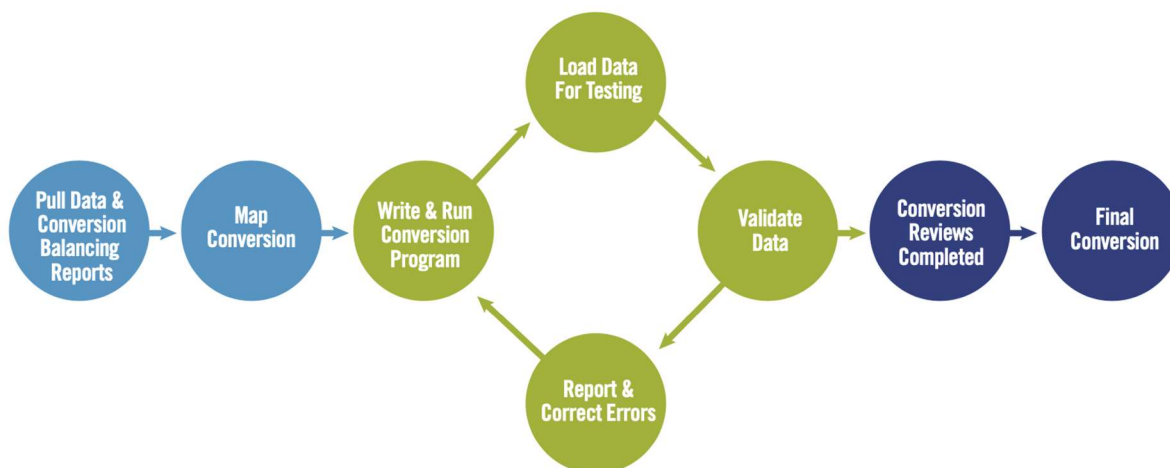 Pull Data &
Conversion
Balancing
Reports
Map
Conversion
Write & Run
Conversion
Program
Load Data
For Testing
Validate
Data
Report &
Correct Errors
Conversion
Reviews
Completed
Final
Conversion